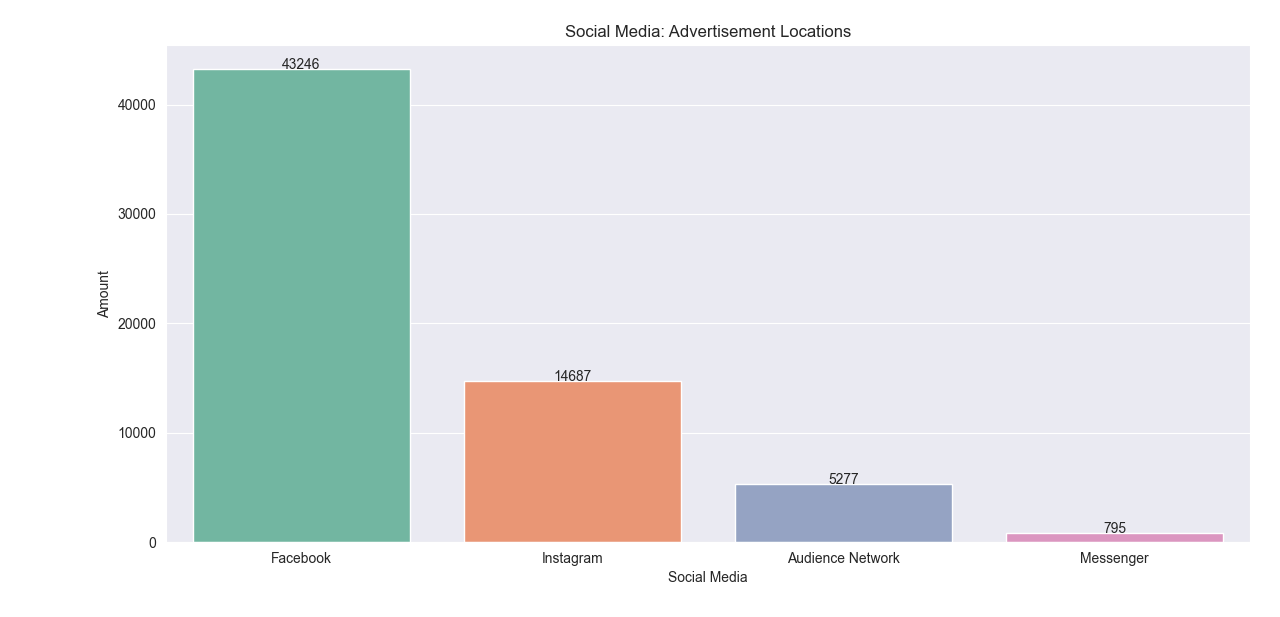 Social Media: Advertisement Locations
43246
40000
30000
Amount
20000
14687
10000
5277
795
0
Facebook Instagram Audience Network Messenger
Social Media